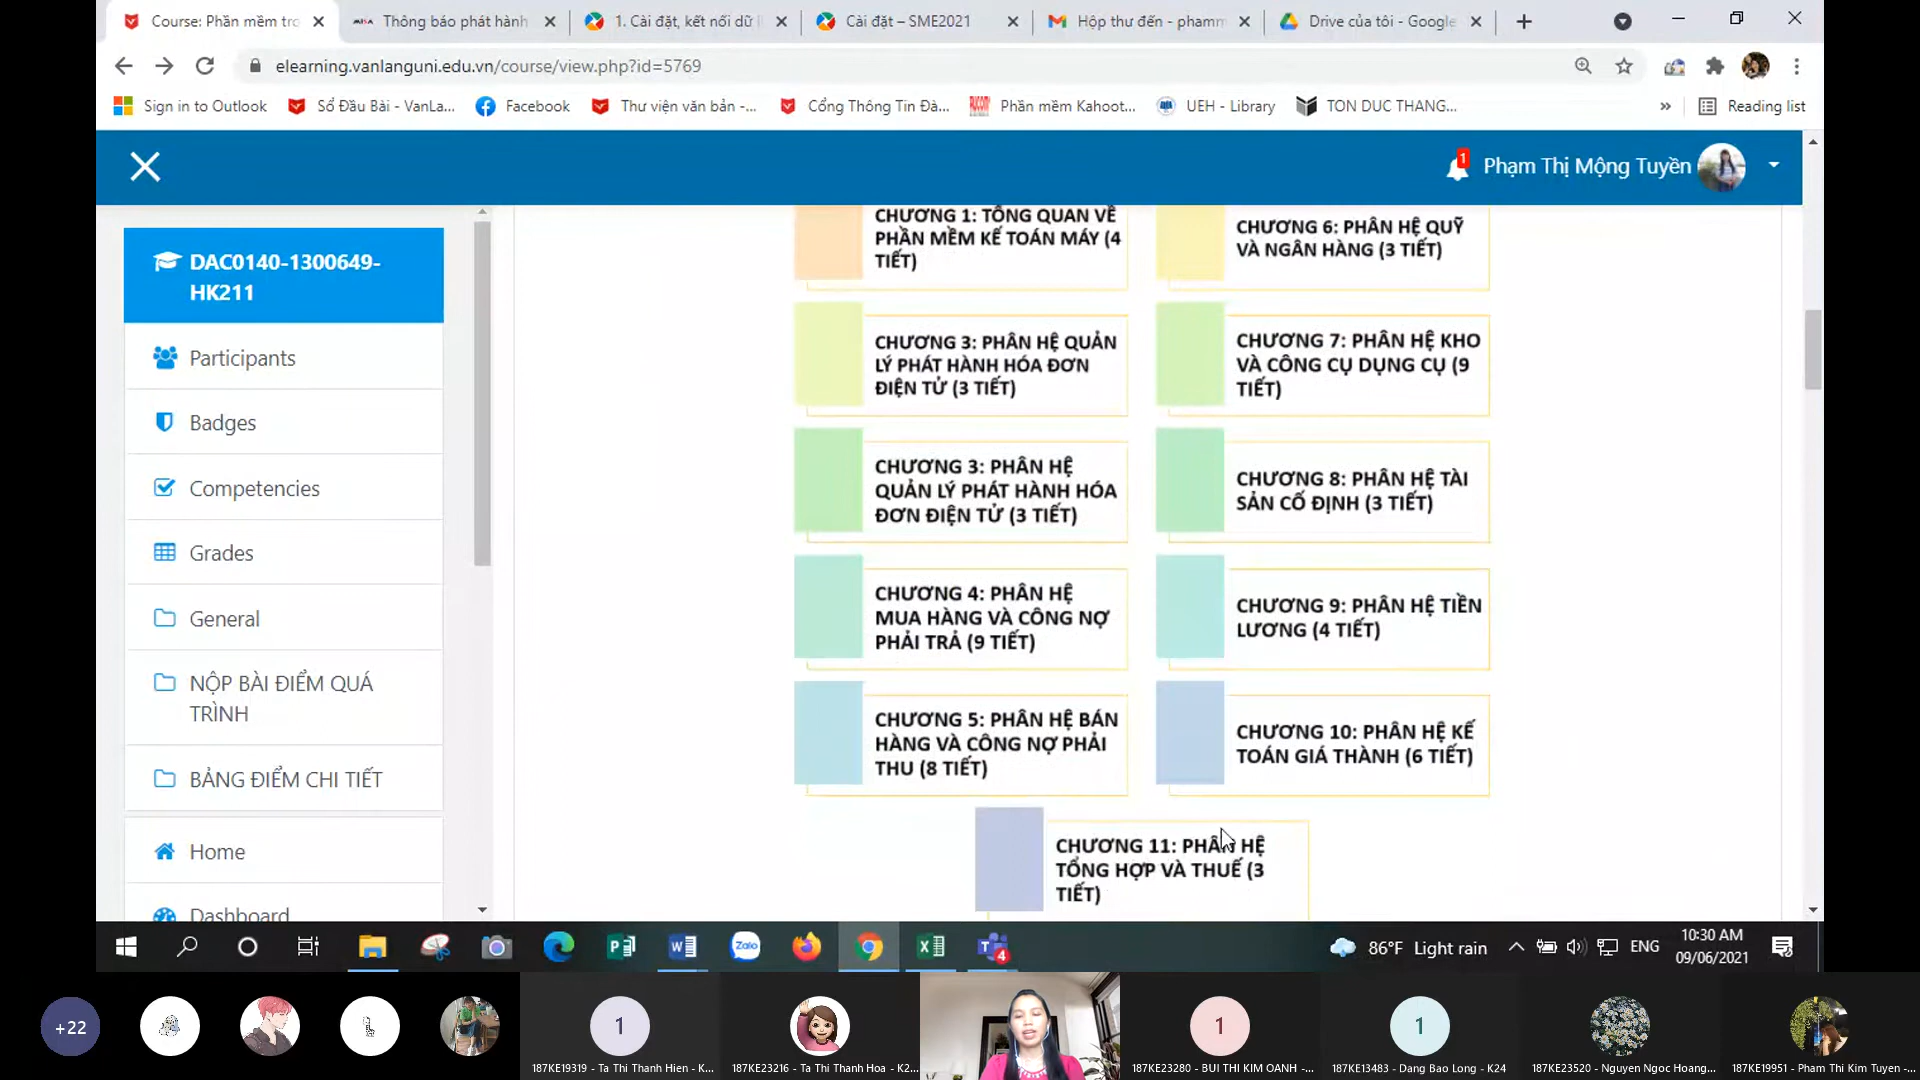 Course: Phần mềm tro
Thông báo phát hành
1. Cài đặt, kết nối dữ l
Cài đặt – SME2021
Hộp thư đến - phamm
Drive của tôi - Google
elearning.vanlanguni.edu.vn/course/view.php?id=5769
Sign in to Outlook
Sổ Đầu Bài - VanLa...
Facebook
Thư viện văn bản -...
Cổng Thông Tin Đà...
Phần mềm Kahoot...
UEH - Library
TON DUC THANG...
»
Reading list
1
Phạm Thị Mộng Tuyền
DAC0140-1300649-
HK211
Participants
Badges
Competencies
Grades
General
NỘP BÀI ĐIỂM QUÁ
TRÌNH
BẢNG ĐIỂM CHI TIẾT
Home
Dashboard
CHƯƠNG 1: TỔNG QUAN VỀ
PHẦN MỀM KẾ TOÁN MÁY (4
TIẾT)
CHƯƠNG 6: PHÂN HỆ QUỸ
VÀ NGÂN HÀNG (3 TIẾT)
CHƯƠNG 3: PHÂN HỆ QUẢN
LÝ PHÁT HÀNH HÓA ĐƠN
ĐIỆN TỬ (3 TIẾT)
CHƯƠNG 7: PHÂN HỆ KHO
VÀ CÔNG CỤ DỤNG CỤ (9
TIẾT)
CHƯƠNG 3: PHÂN HỆ
QUẢN LÝ PHÁT HÀNH HÓA
ĐƠN ĐIỆN TỬ (3 TIẾT)
CHƯƠNG 8: PHÂN HỆ TÀI
SẢN CỐ ĐỊNH (3 TIẾT)
CHƯƠNG 4: PHÂN HỆ
MUA HÀNG VÀ CÔNG NỢ
PHẢI TRẢ (9 TIẾT)
CHƯƠNG 9: PHÂN HỆ TIỀN
LƯƠNG (4 TIẾT)
CHƯƠNG 5: PHÂN HỆ BÁN
HÀNG VÀ CÔNG NỢ PHẢI
THU (8 TIẾT)
CHƯƠNG 10: PHÂN HỆ KẾ
TOÁN GIÁ THÀNH (6 TIẾT)
CHƯƠNG 11: PHÂN HỆ
TỔNG HỢP VÀ THUẾ (3
TIẾT)
Zalo
4
86°F Light rain
ENG
10:30 AM
09/06/2021
+22
1
1
1
187KE19319 - Ta Thi Thanh Hien - K...
187KE23216 - Ta Thi Thanh Hoa - K2...
187KE23280 - BUI THI KIM OANH -...
187KE13483 - Dang Bao Long - K24
187KE23520 - Nguyen Ngoc Hoang...
187KE19951 - Pham Thi Kim Tuyen -...